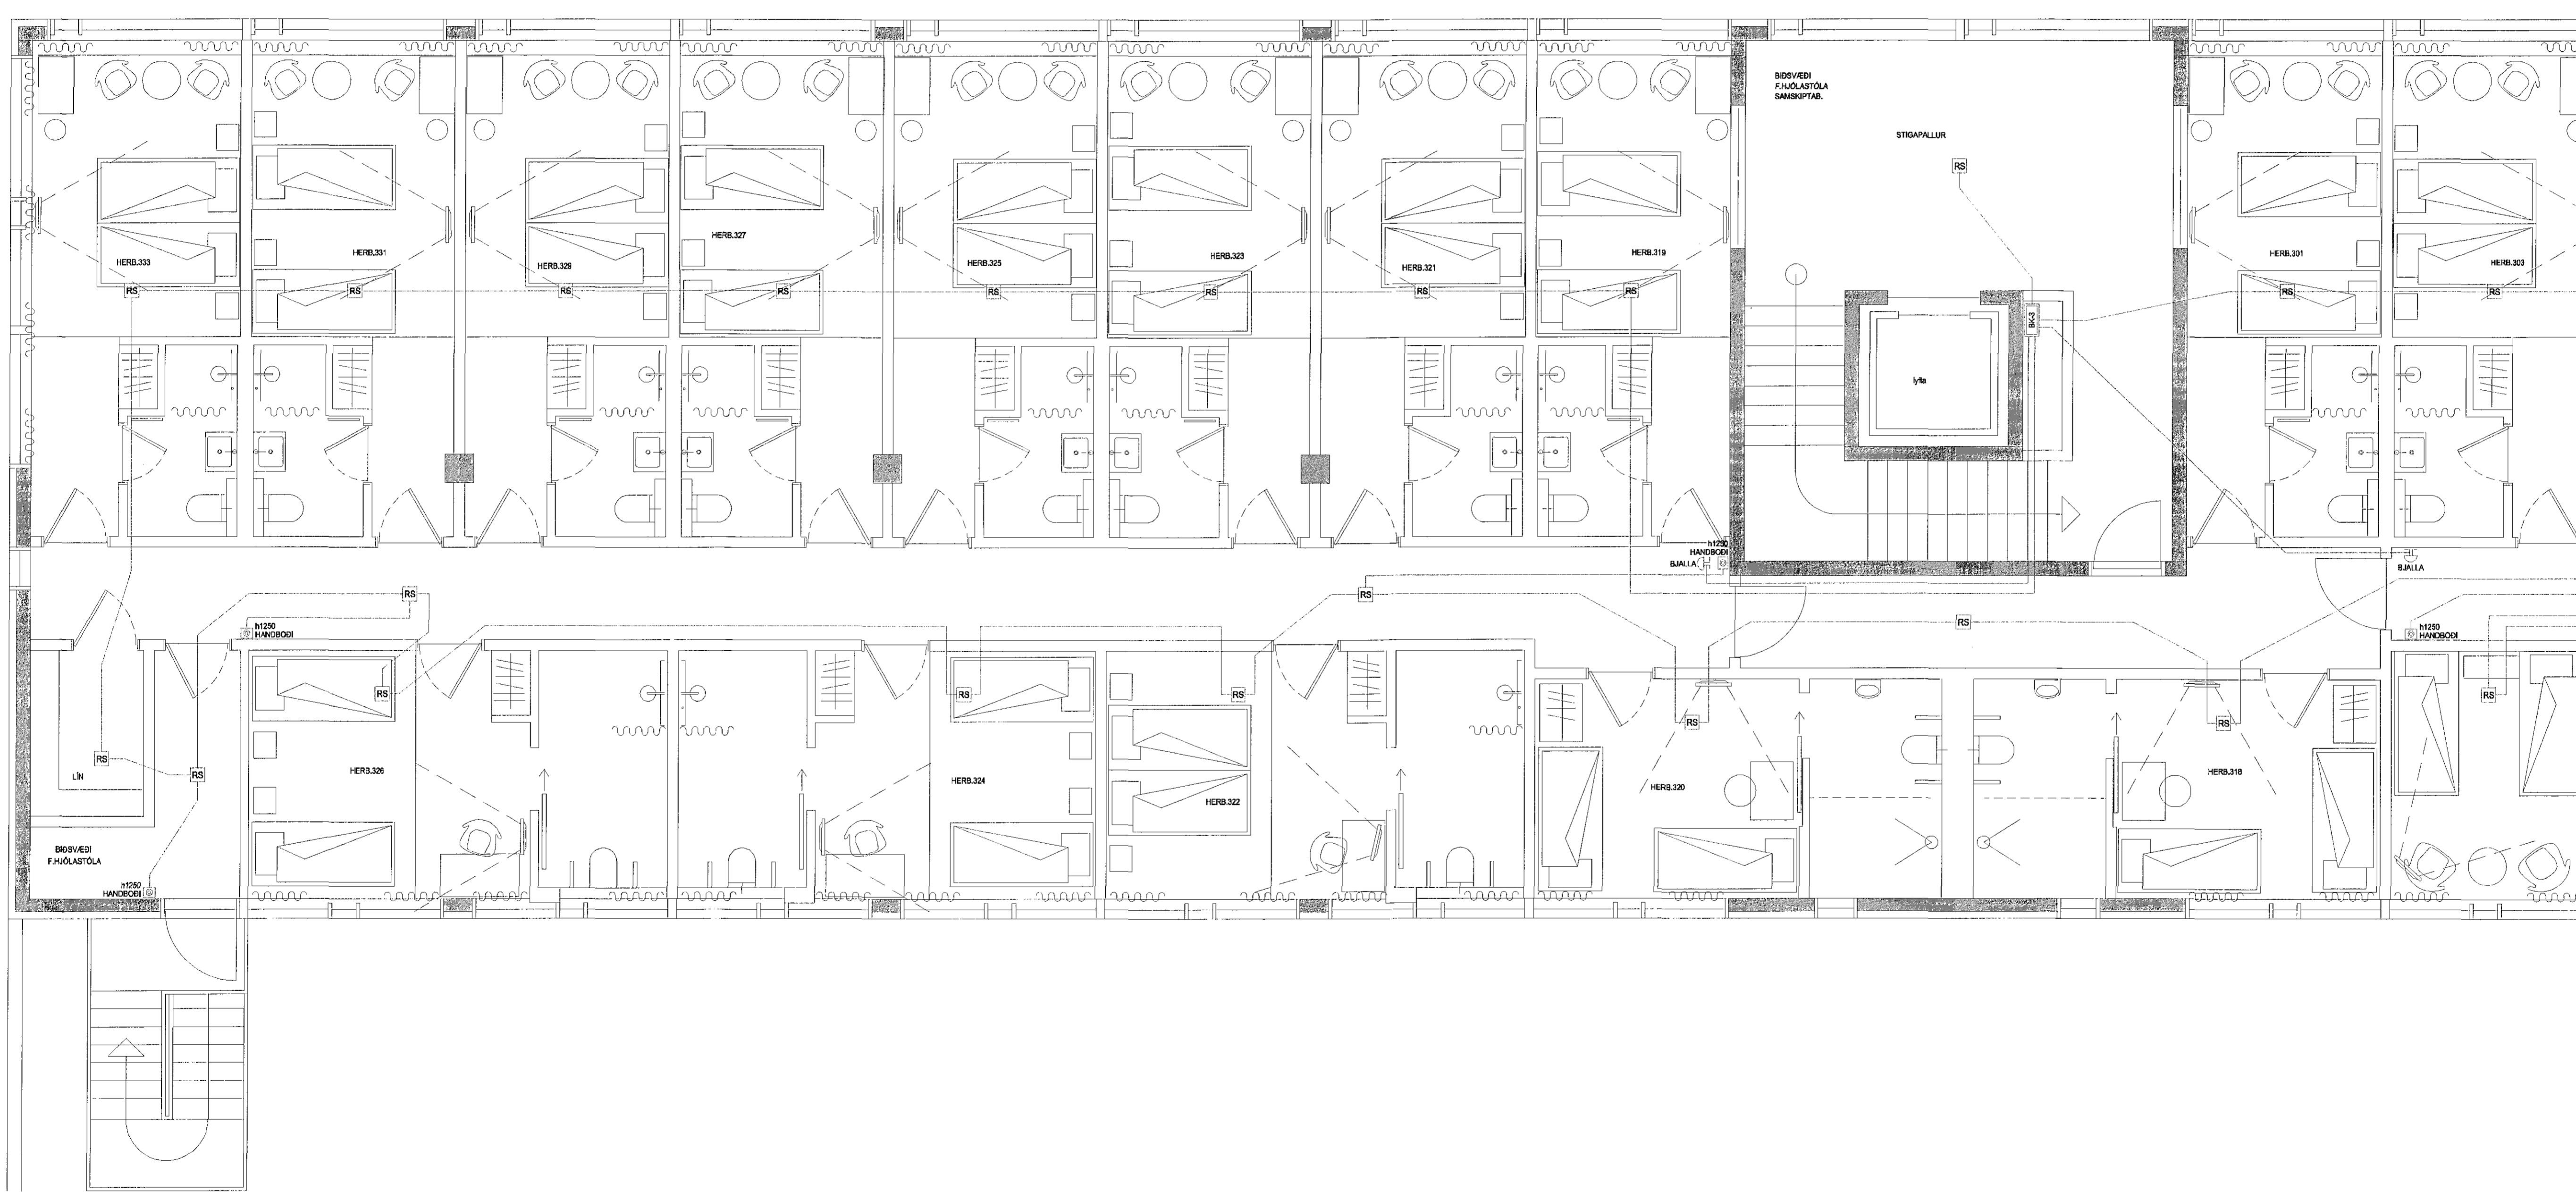 BIÐSVÆÐI
F.HJÓLASTÓLA
SAMSKIPTAB.
STIGAPALLUR
RS
HERB.333
HERB.331
HERB.329
HERB.327
HERB.325
HERB.323
HERB.321
HERB.319
HERB.301
HERB.303
RS
RS
RS
RS
RS
RS
RS
RS
RS
RS
BK-3
lyfta
h1250
HANDBOÐI
BJALLA
BJALLA
RS
RS
RS
h1250
HANDBOÐI
h1250
HANDBOÐI
RS
RS
RS
RS
RS
RS
RS
RS
LÍN
HERB.326
HERB.324
HERB.322
HERB.320
HERB.318
BIÐSVÆÐI
F.HJÓLASTÓLA
h1250
HANDBOÐI